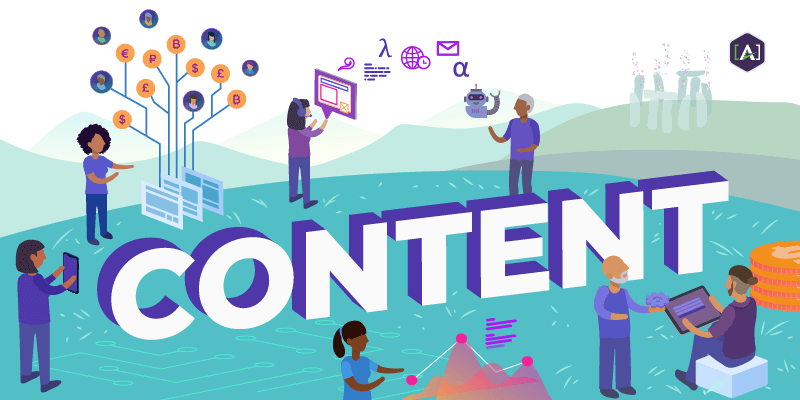 B
λ
€
₽
[A]
$
α
£
£
B
$
CONTENT